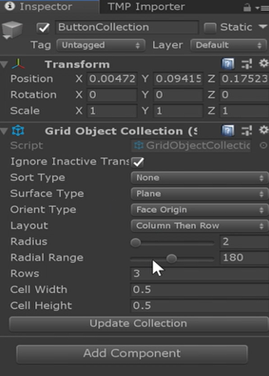 Inspector TMP Importer
ButtonCollection Static
Tag Untagged Layer Default
Transform
Position X 0.00472 Y 0.09415 Z 0.17523
Rotation X 0 Y 0 Z 0
Scale X 1 Y 1 Z 1
Grid Object Collection (S
Script GridObjectCollectio
Ignore Inactive Trans
Sort Type None
Surface Type Plane
Orient Type Face Origin
Layout Column Then Row
Radius 2
Radial Range 180
Rows 3
Cell Width 0.5
Cell Height 0.5
Update Collection
Add Component